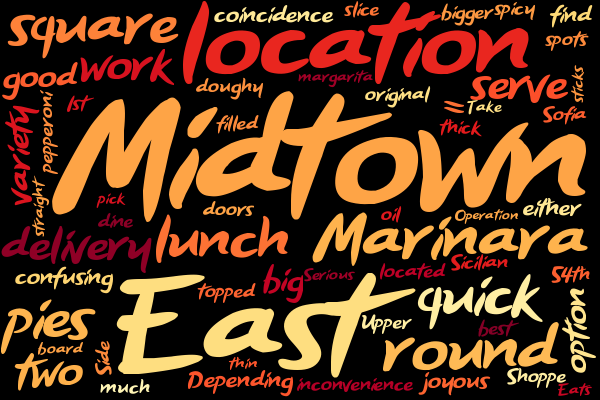 square
coincidence
slice
bigger
spicy
find
spots
location
good
work
doughy
margarita
original
serve
sticks
=
Take
Sofia
1st
pepperoni
variety
straight
filled
thick
Midtown
pick
dine
doors
oil
Operation
either
delivery
lunch
Marinara
confusing
topped
big
Serious
located
Sicilian
54th
East
quick
option
pies
board
Side
Upper
best
round
two
much
thin
Depending
inconvenience
joyous
Shoppe
Eats